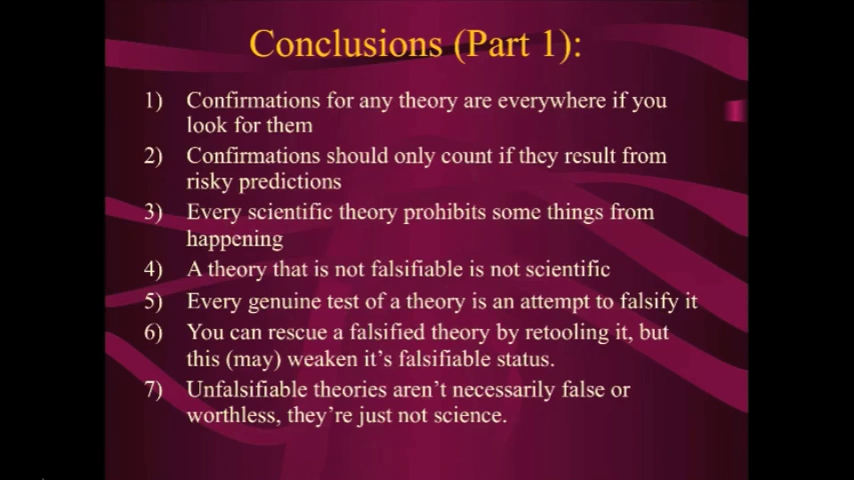 Conclusions (Part 1):
1) Confirmations for any theory are everywhere if you
look for them
2) Confirmations should only count if they result from
risky predictions
3) Every scientific theory prohibits some things from
happening
4) A theory that is not falsifiable is not scientific
5) Every genuine test of a theory is an attempt to falsify it
6) You can rescue a falsified theory by retooling it, but
this (may) weaken it’s falsifiable status.
7) Unfalsifiable theories aren’t necessarily false or
worthless, they’re just not science.